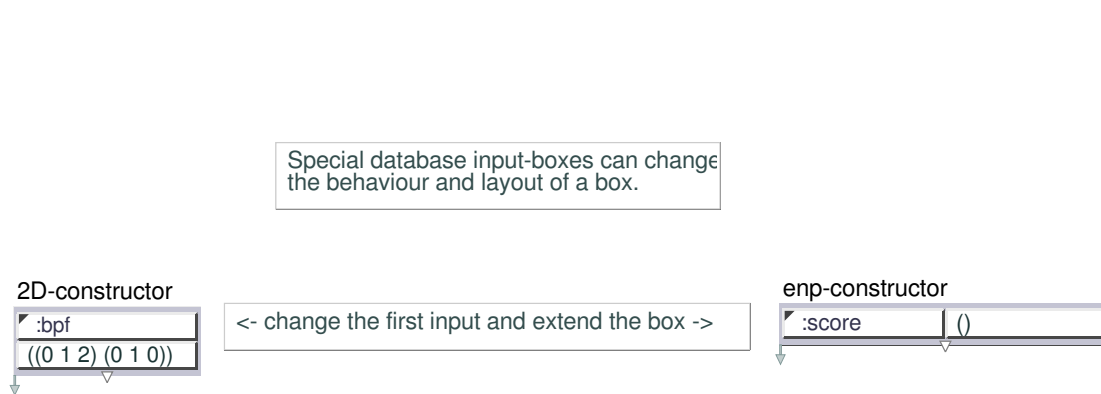 Special database input-boxes can change
the behaviour and layout of a box.
2D-constructor
:bpf
((0 1 2) (0 1 0))
<- change the first input and extend the box ->
enp-constructor
:score
()